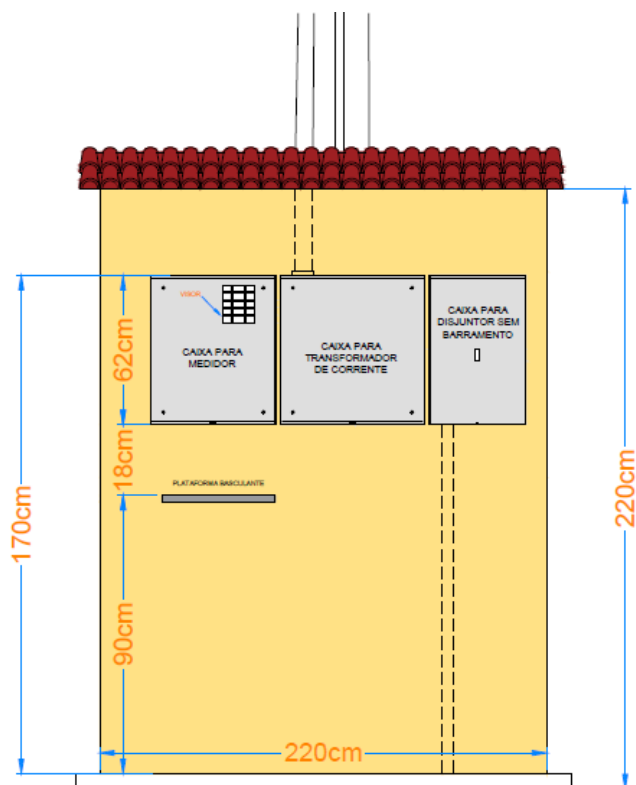 VISOR
CAIXA PARA
MEDIDOR
CAIXA PARA
TRANSFORMADOR
DE CORRENTE
CAIXA PARA
DISJUNTOR SEM
BARRAMENTO
62cm
18cm
PLATAFORMA BASCULANTE
170cm
90cm
220cm
220cm